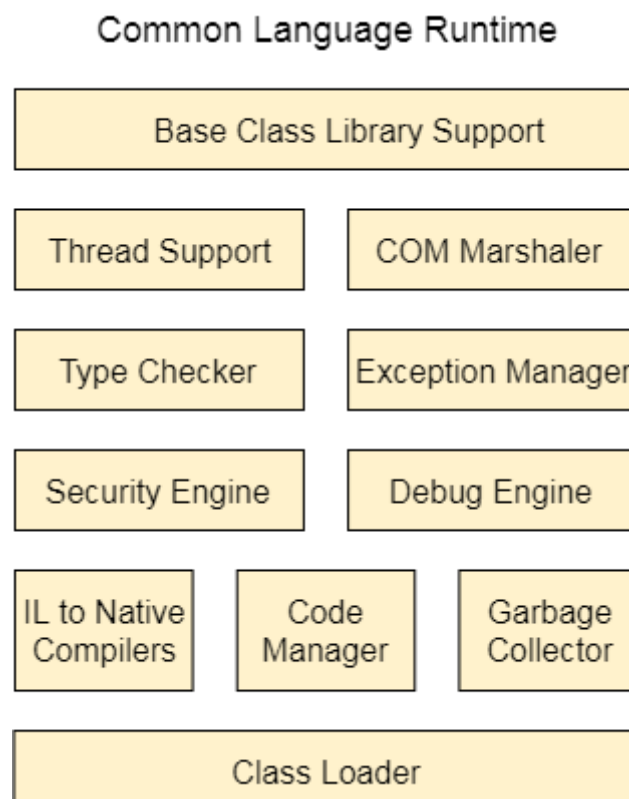 Common Language Runtime
Base Class Library Support
Thread Support
COM Marshaler
Type Checker
Exception Manager
Security Engine
Debug Engine
IL to Native
Compilers
Code
Manager
Garbage
Collector
Class Loader